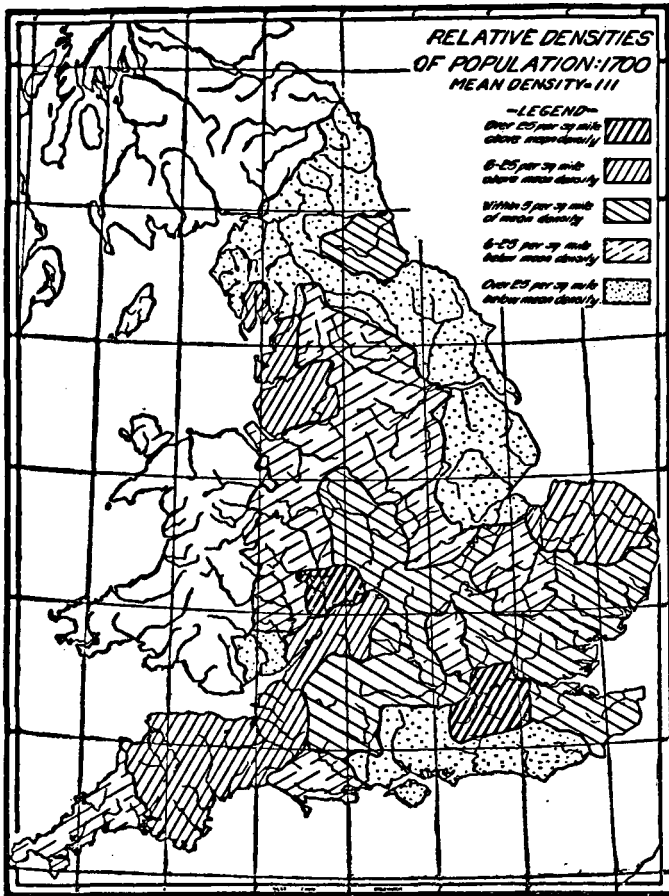 RELATIVE DENSITIES
OF POPULATION:1700
MEAN DENSITY=111
-LEGEND-
Over 25 per sq mile
above mean density
6-25 per sq mile
above mean density
Within 5 per sq mile
of mean density
6-25 per sq mile
below mean density
Over 25 per sq mile
below mean density